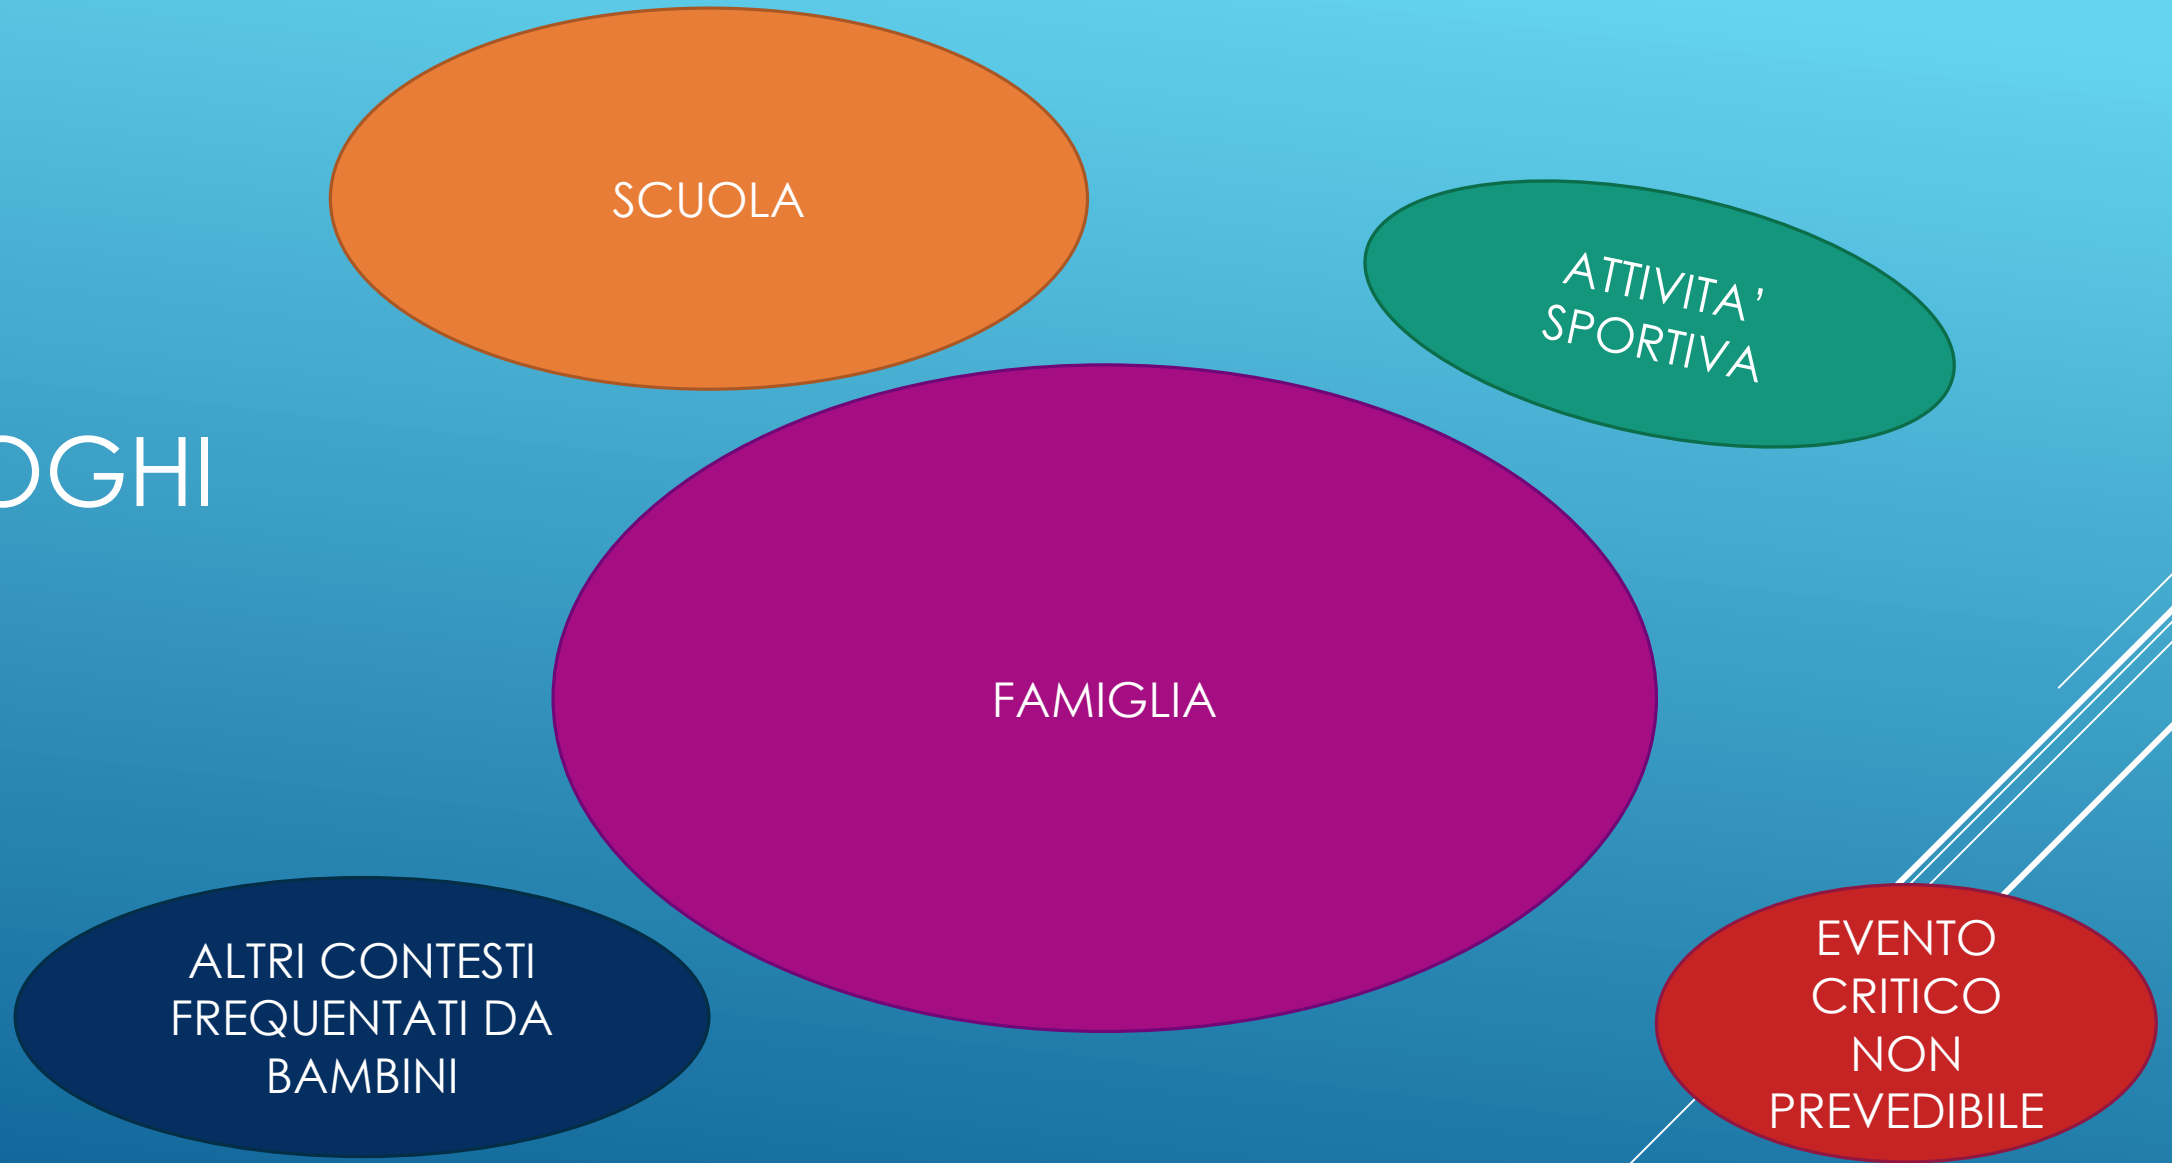 SCUOLA
ATTIVITA’
SPORTIVA
OGHI
FAMIGLIA
ALTRI CONTESTI
FREQUENTATI DA
BAMBINI
EVENTO
CRITICO
NON
PREVEDIBILE